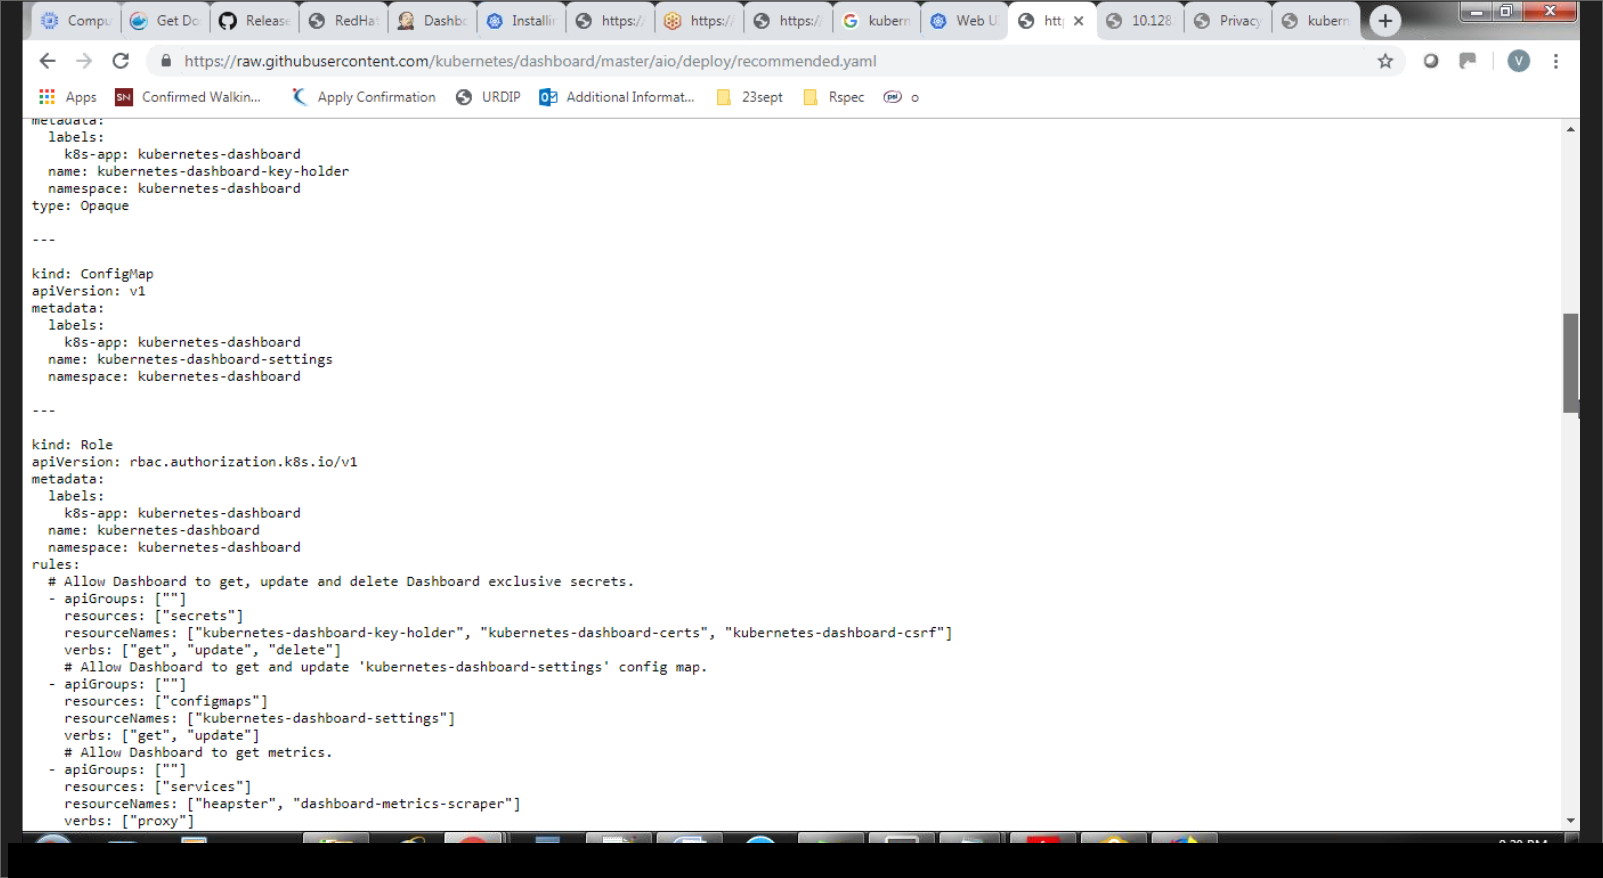 Compu
Get Do
Release
RedHa
Dashbo
Installin
https:/
https:/
https:/
kubern
Web U
htt
10.128
Privacy
kubern
https://raw.githubusercontent.com/kubernetes/dashboard/master/aio/deploy/recommended.yaml
V
Apps
SN Confirmed Walkin...
Apply Confirmation
URDIP
Additional Informat...
23sept
Rspec
o
metadata:
  labels:
    k8s-app: kubernetes-dashboard
  name: kubernetes-dashboard-key-holder
  namespace: kubernetes-dashboard
type: Opaque
---
kind: ConfigMap
apiVersion: v1
metadata:
  labels:
    k8s-app: kubernetes-dashboard
  name: kubernetes-dashboard-settings
  namespace: kubernetes-dashboard
---
kind: Role
apiVersion: rbac.authorization.k8s.io/v1
metadata:
  labels:
    k8s-app: kubernetes-dashboard
  name: kubernetes-dashboard
  namespace: kubernetes-dashboard
rules:
  # Allow Dashboard to get, update and delete Dashboard exclusive secrets.
  - apiGroups: [""]
    resources: ["secrets"]
    resourceNames: ["kubernetes-dashboard-key-holder", "kubernetes-dashboard-certs", "kubernetes-dashboard-csrf"]
    verbs: ["get", "update", "delete"]
    # Allow Dashboard to get and update 'kubernetes-dashboard-settings' config map.
  - apiGroups: [""]
    resources: ["configmaps"]
    resourceNames: ["kubernetes-dashboard-settings"]
    verbs: ["get", "update"]
    # Allow Dashboard to get metrics.
  - apiGroups: [""]
    resources: ["services"]
    resourceNames: ["heapster", "dashboard-metrics-scraper"]
    verbs: ["proxy"]